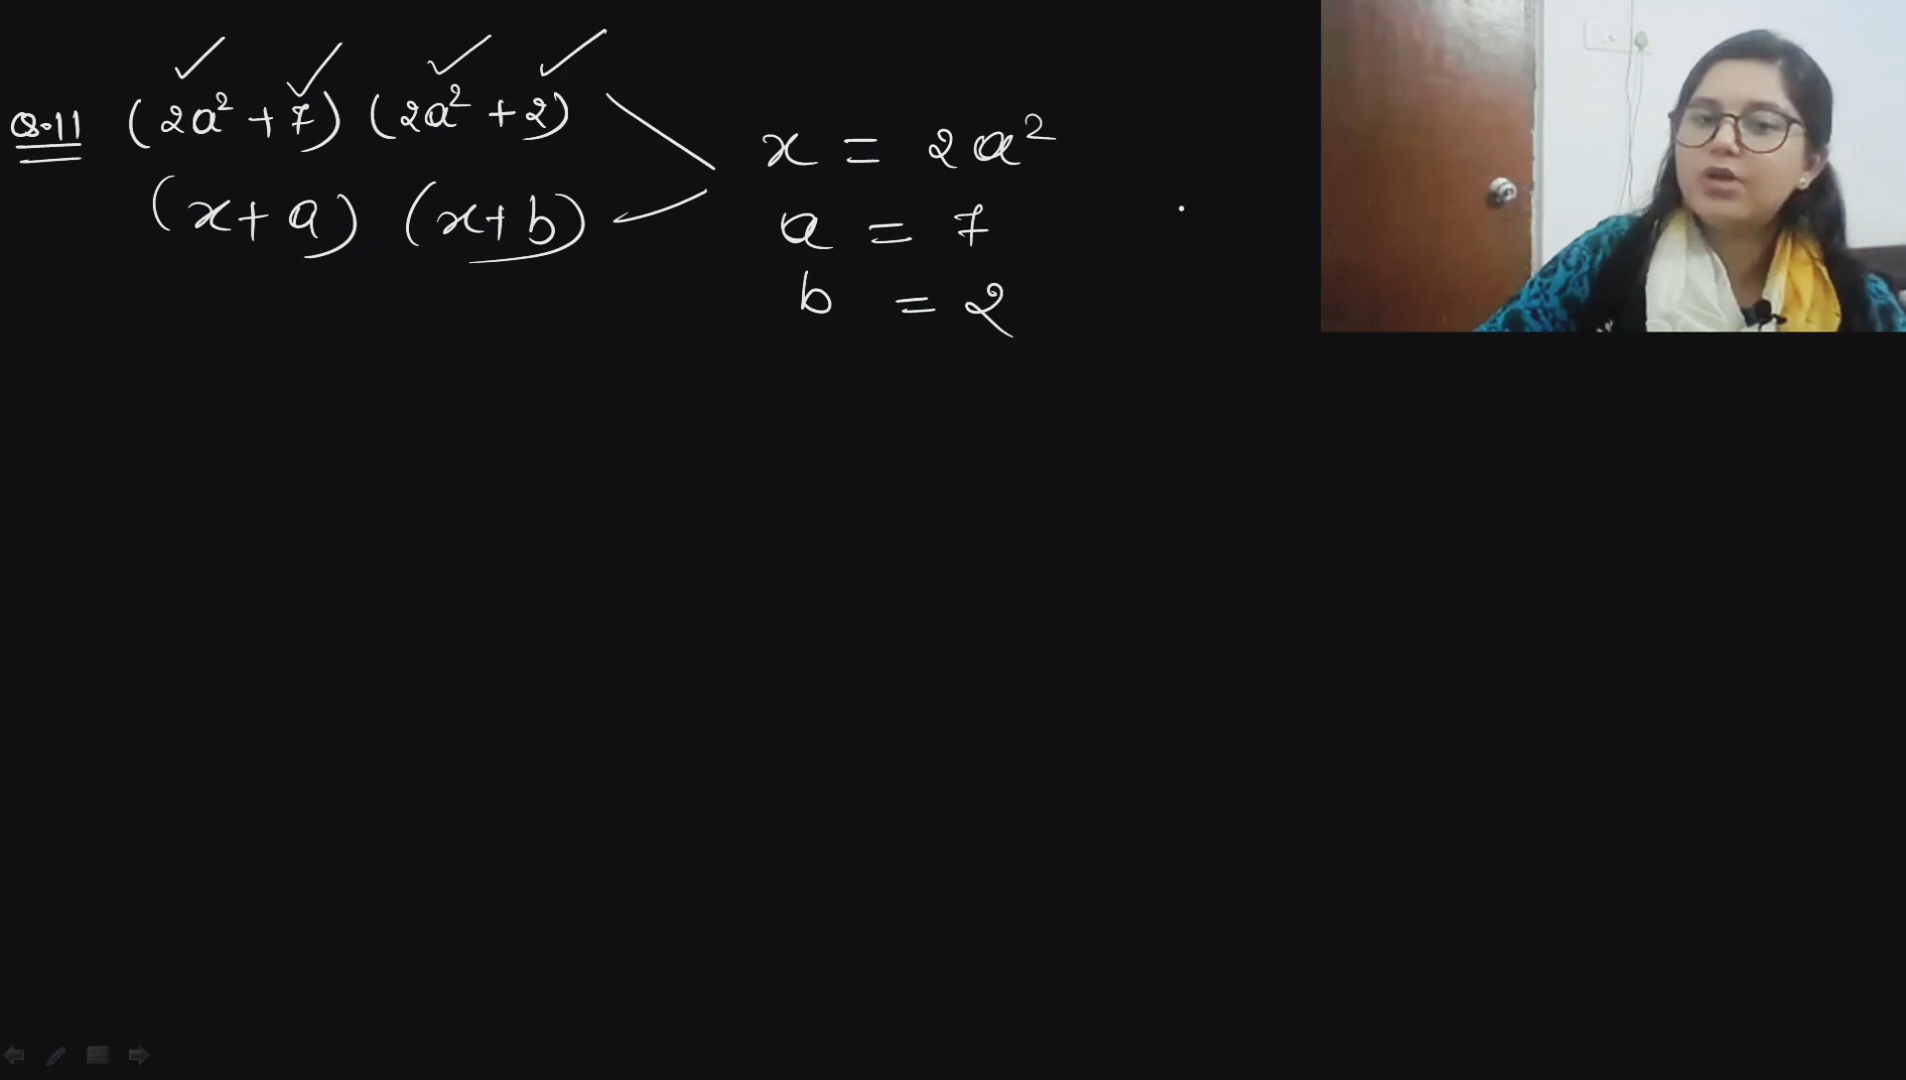 Q.11 (2a² + 7) (2a² + 2)
(x + a) (x + b)
x = 2a²
a = 7
b = 2